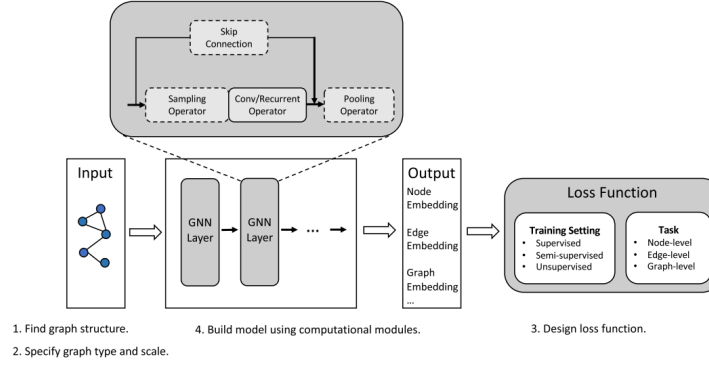 Skip
Connection
Sampling
Operator
Conv/Recurrent
Operator
Pooling
Operator
Input
GNN
Layer
GNN
Layer
...
Output
Node
Embedding
Edge
Embedding
Graph
Embedding
...
Loss Function
Training Setting
• Supervised
• Semi-supervised
• Unsupervised
Task
• Node-level
• Edge-level
• Graph-level
1. Find graph structure.
2. Specify graph type and scale.
4. Build model using computational modules.
3. Design loss function.